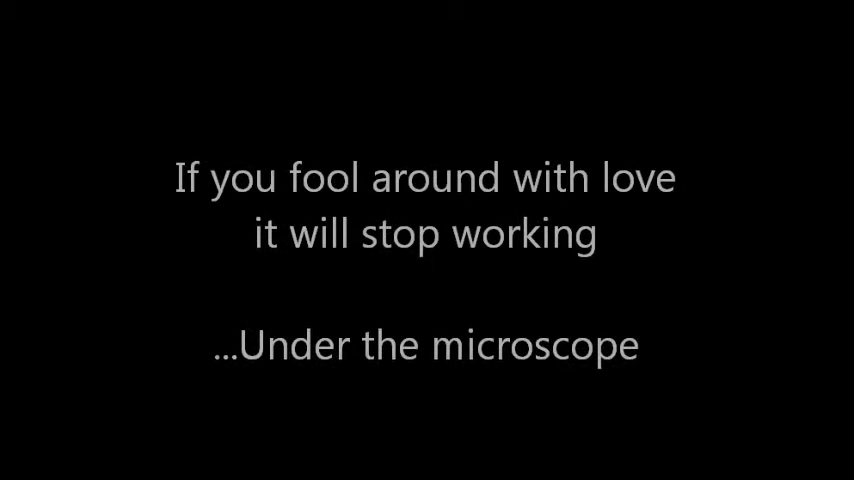 If you fool around with love
it will stop working
...Under the microscope